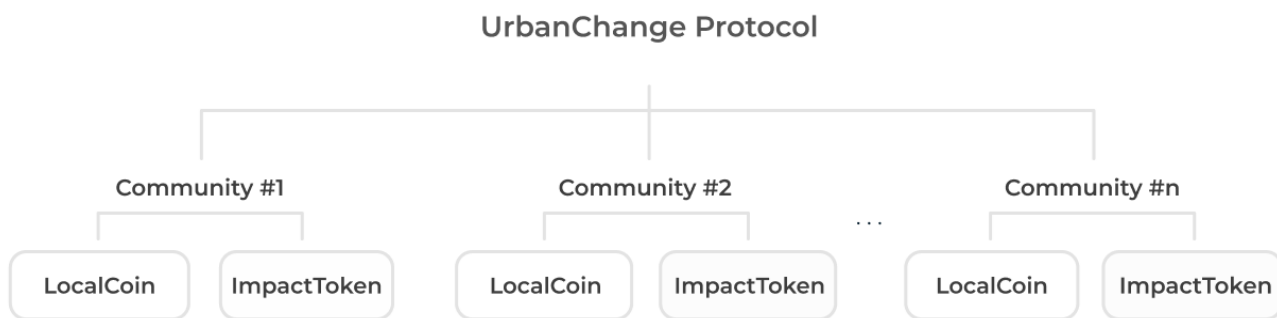 UrbanChange Protocol
Community #1
Community #2
Community #n
...
LocalCoin
ImpactToken
LocalCoin
ImpactToken
LocalCoin
ImpactToken